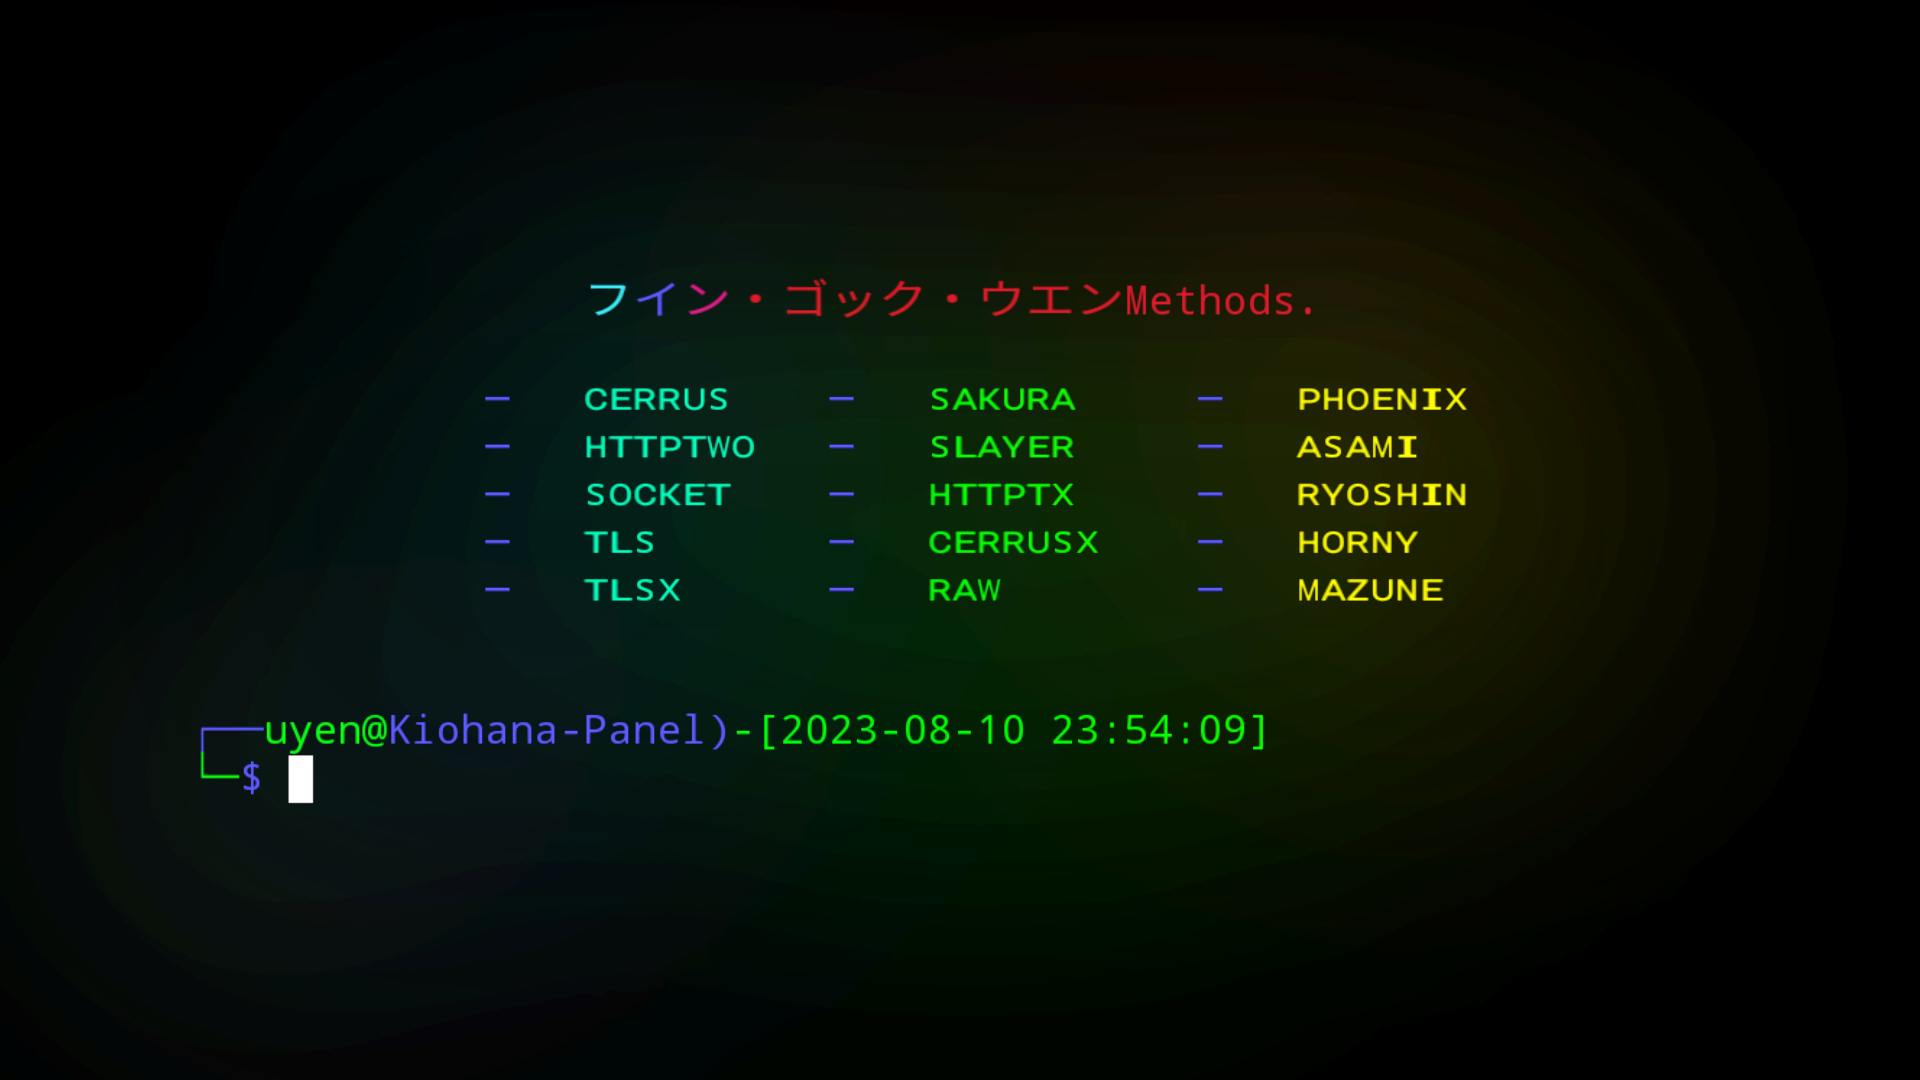 フイン・ゴック・ウエンMethods.
— CERRUS — SAKURA — PHOENIX
— HTTPTWO — SLAYER — ASAMI
— SOCKET — HTTPTX — RYOSHIN
— TLS — CERRUSX — HORNY
— TLSX — RAW — MAZUNE
┌──uyen@Kiohana-Panel)-[2023-08-10 23:54:09]
└─$